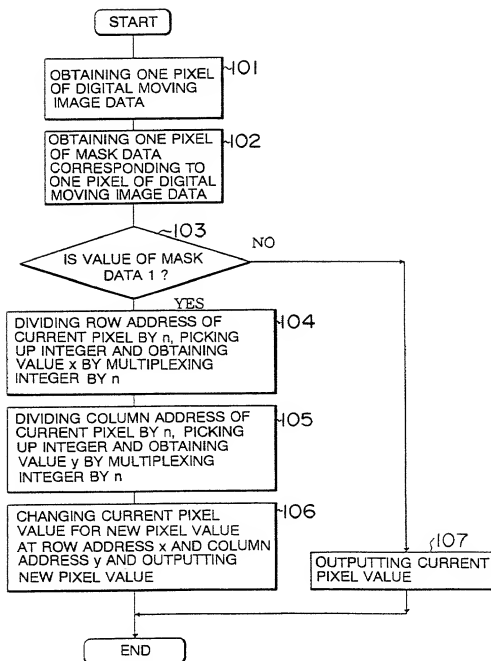 START
101
OBTAINING ONE PIXEL
OF DIGITAL MOVING
IMAGE DATA
102
OBTAINING ONE PIXEL
OF MASK DATA
CORRESPONDING TO
ONE PIXEL OF DIGITAL
MOVING IMAGE DATA
103
IS VALUE OF MASK
DATA 1 ?
NO
YES
104
DIVIDING ROW ADDRESS OF
CURRENT PIXEL BY n, PICKING
UP INTEGER AND OBTAINING
VALUE x BY MULTIPLEXING
INTEGER BY n
105
DIVIDING COLUMN ADDRESS OF
CURRENT PIXEL BY n, PICKING
UP INTEGER AND OBTAINING
VALUE y BY MULTIPLEXING
INTEGER BY n
106
CHANGING CURRENT PIXEL
VALUE FOR NEW PIXEL VALUE
AT ROW ADDRESS x AND COLUMN
ADDRESS y AND OUTPUTTING
NEW PIXEL VALUE
107
OUTPUTTING CURRENT
PIXEL VALUE
END